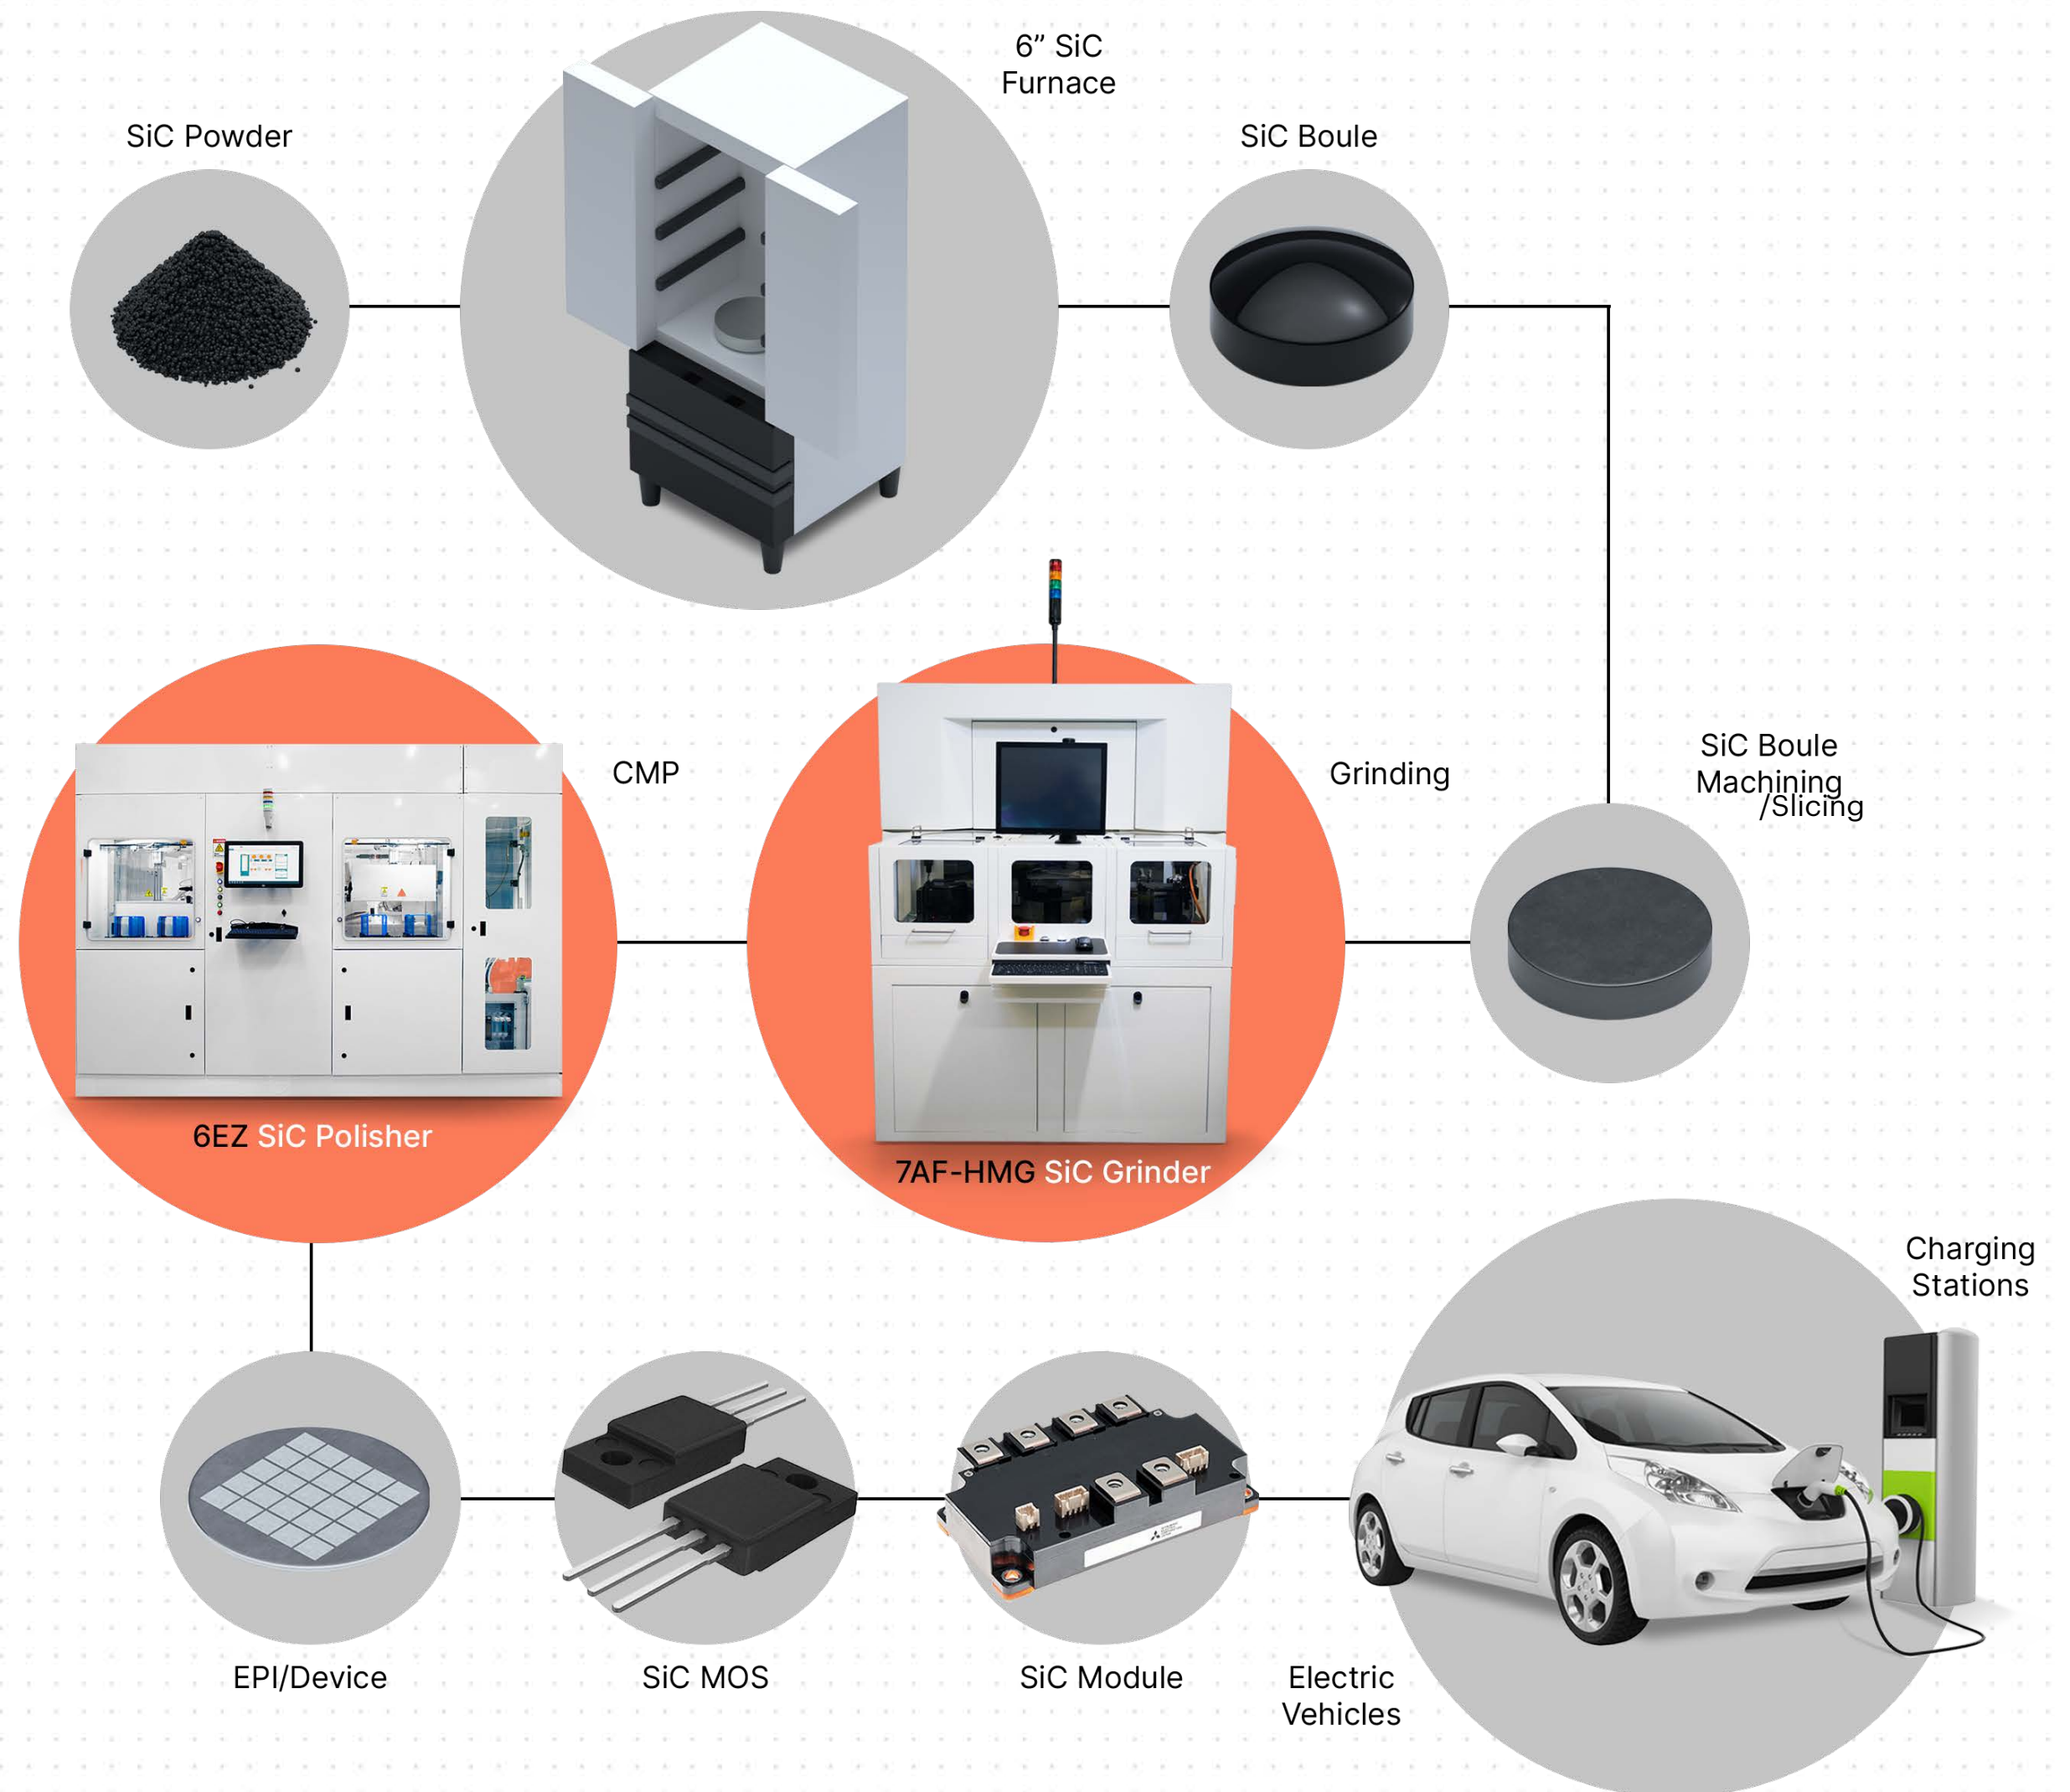 6” SiC
Furnace
SiC Powder
SiC Boule
SiC Boule
Machining
/Slicing
Grinding
CMP
7AF-HMG SiC Grinder
6EZ SiC Polisher
Charging
Stations
EPI/Device
SiC MOS
SiC Module
Electric
Vehicles